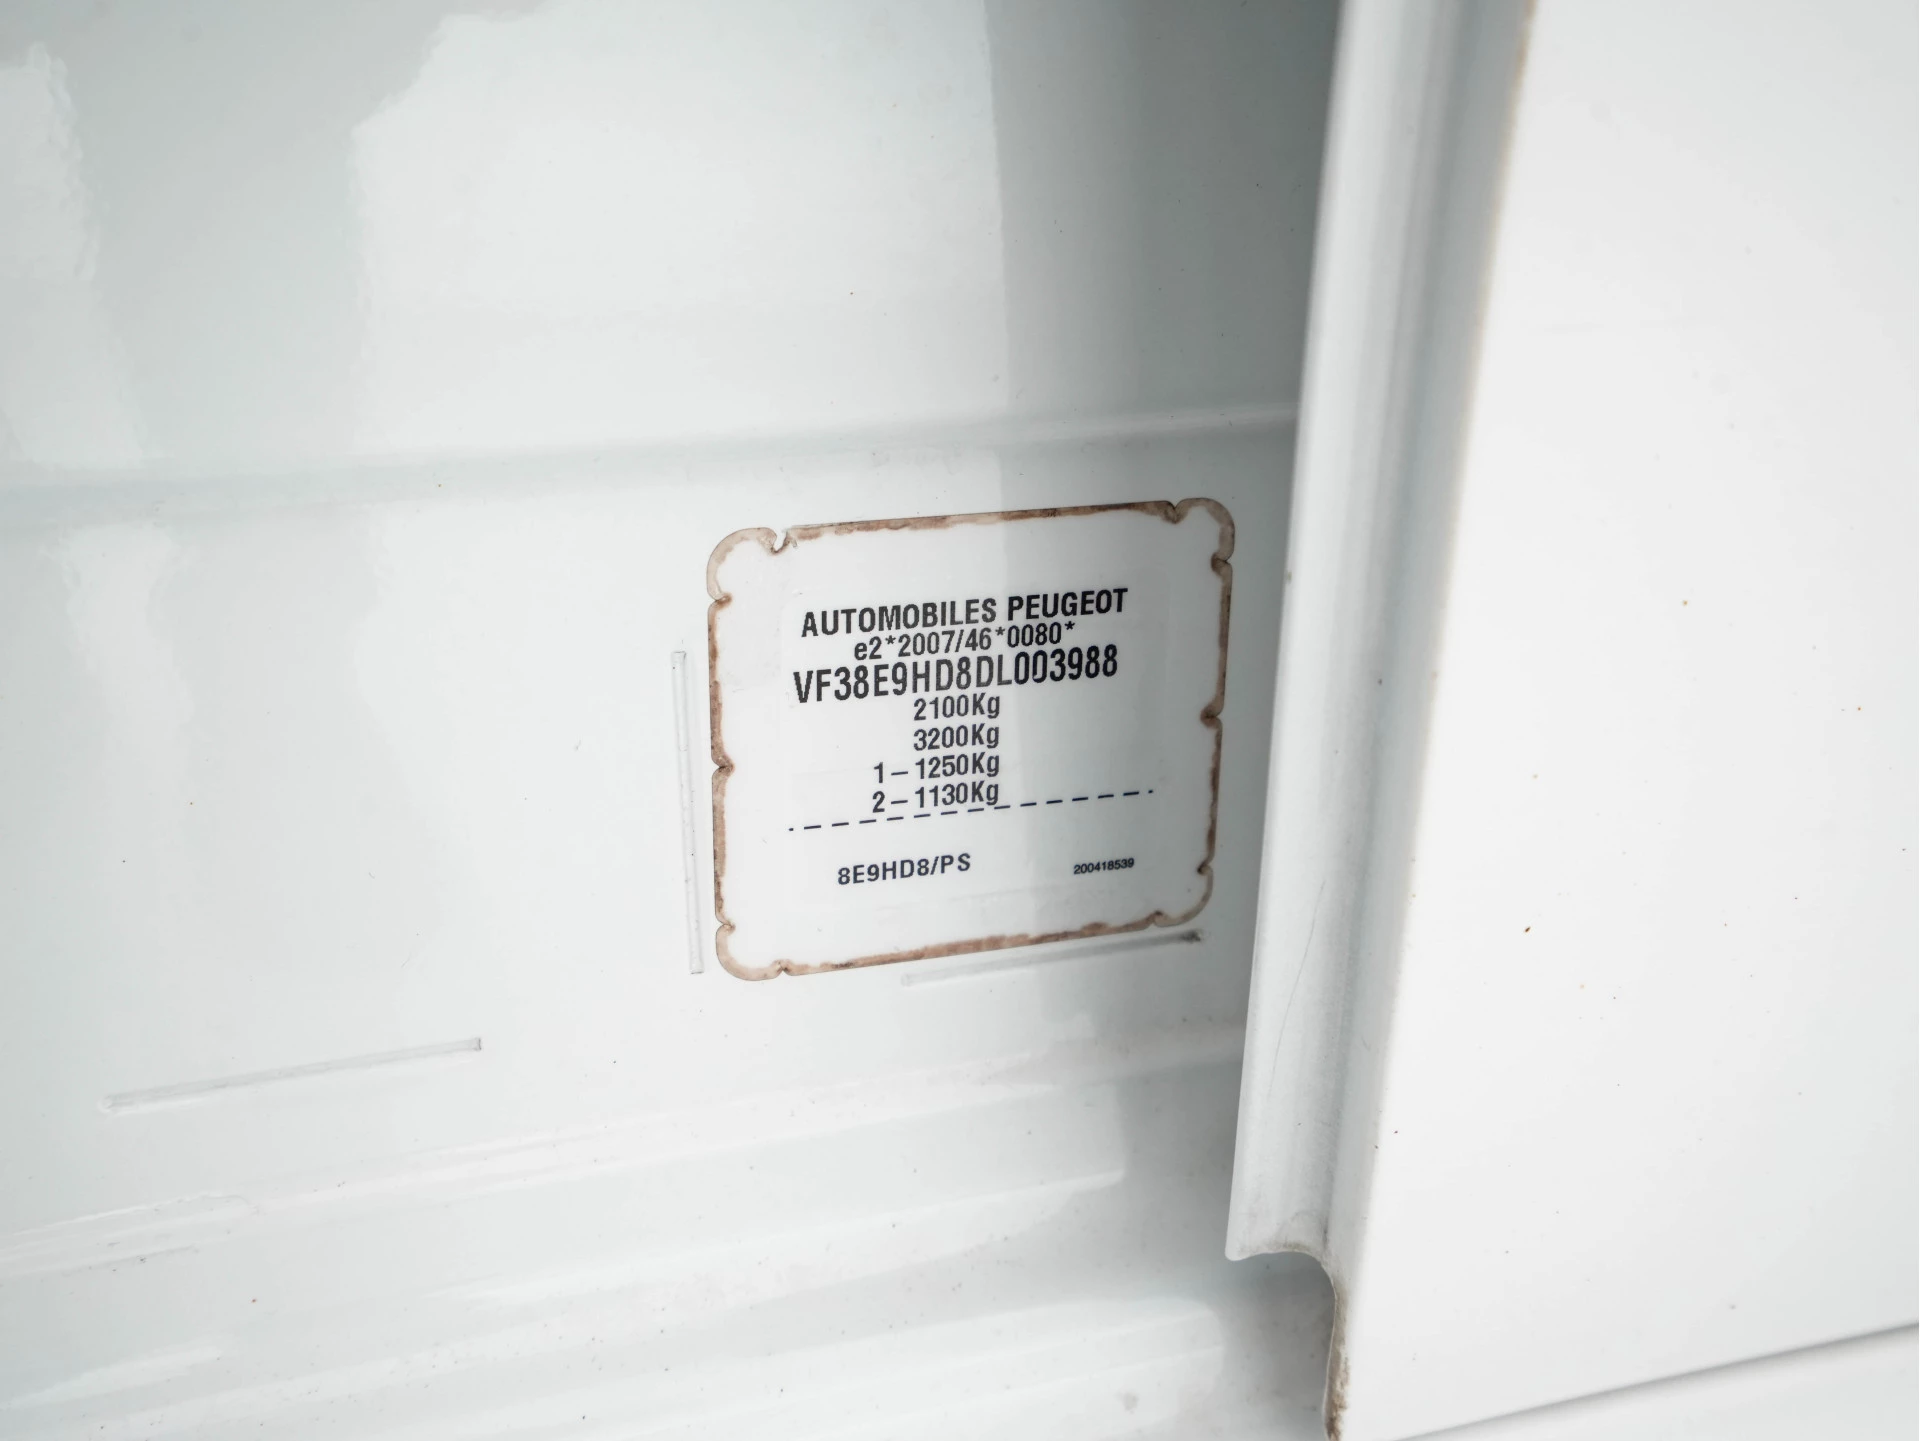 AUTOMOBILES PEUGEOT
e2*2007/46*0080*
VF38E9HD8DL003988
2100Kg
3200Kg
1–1250Kg
2–1130Kg
8E9HD8/PS
200418539